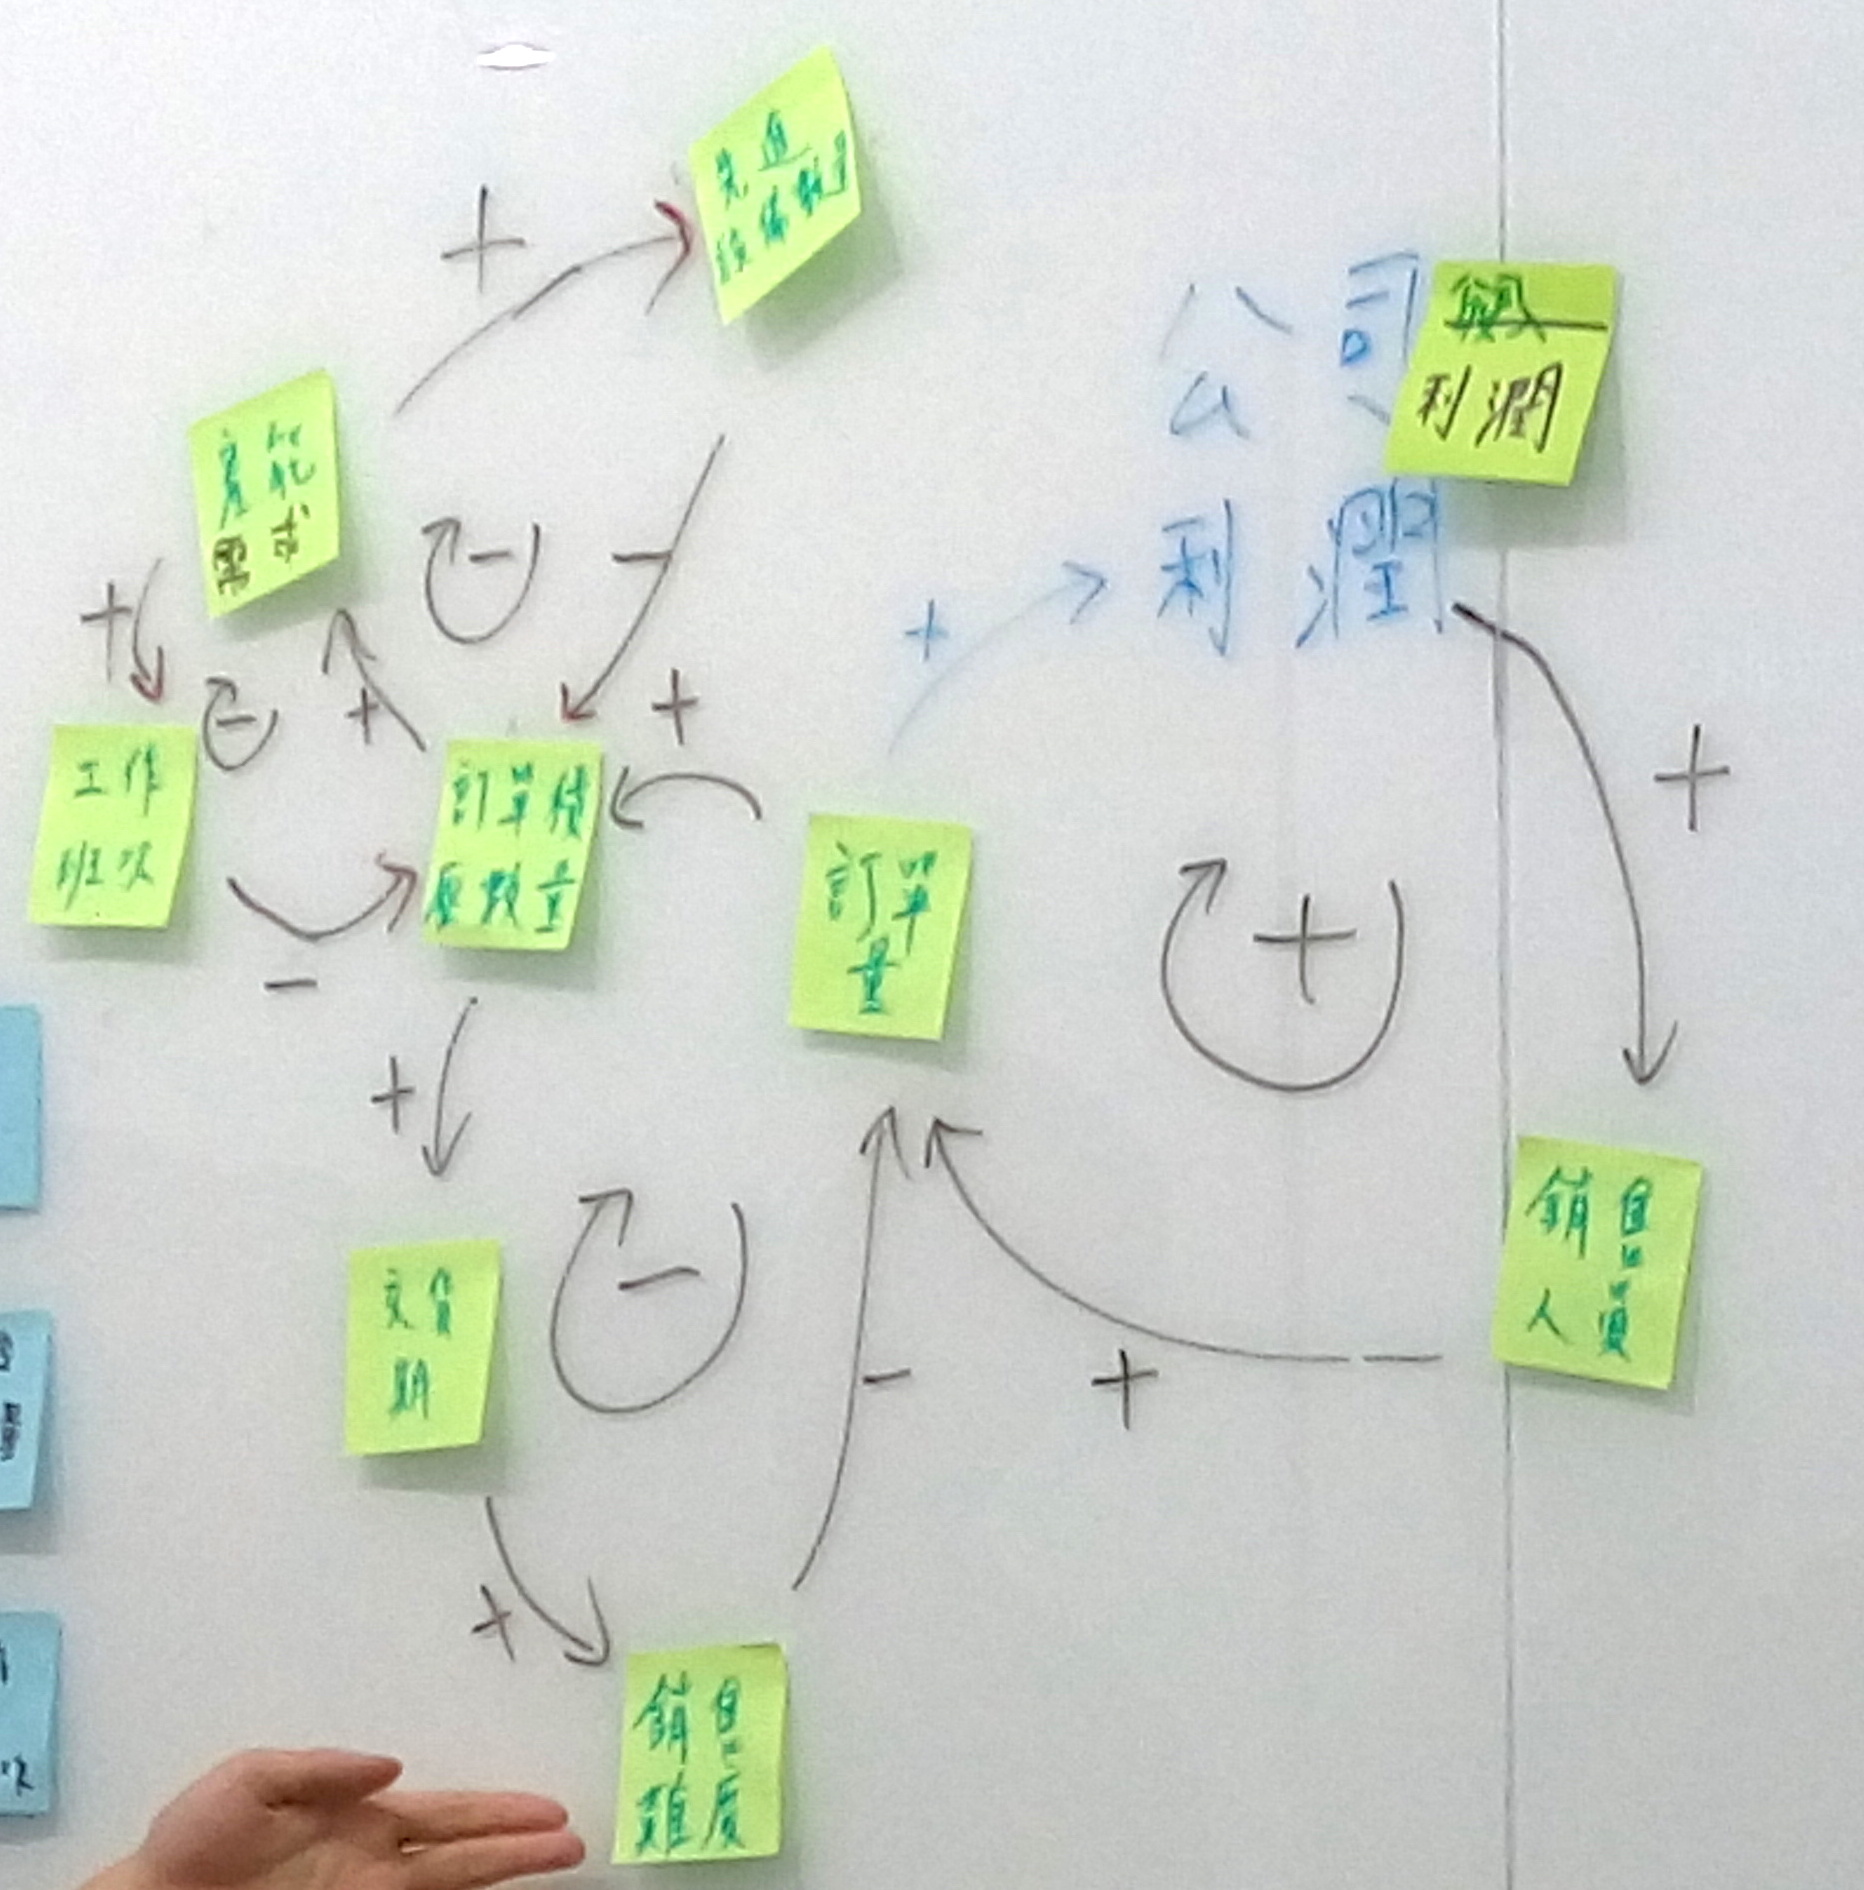 先進
設備數量
公司
利潤
產能
需求
利潤
+
-
+
+
-
+
+
+
-
工作
班次
訂單積
壓數量
訂單
量
+
-
+
-
-
+
銷售
人員
交貨
期
-
+
+
銷售
難度